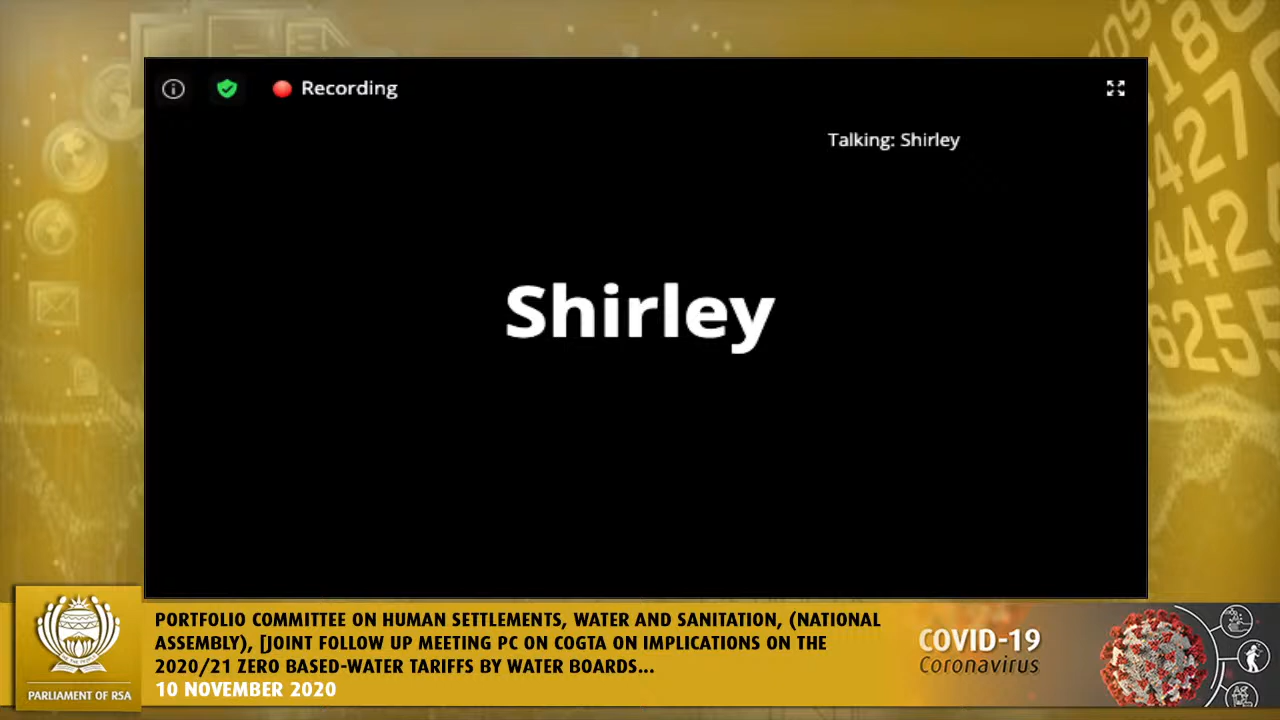 Recording
Talking: Shirley
Shirley
PORTFOLIO COMMITTEE ON HUMAN SETTLEMENTS, WATER AND SANITATION, (NATIONAL
ASSEMBLY), [JOINT FOLLOW UP MEETING PC ON COGTA ON IMPLICATIONS ON THE
2020/21 ZERO BASED-WATER TARIFFS BY WATER BOARDS...
10 NOVEMBER 2020
PARLIAMENT OF RSA
COVID-19
Coronavirus